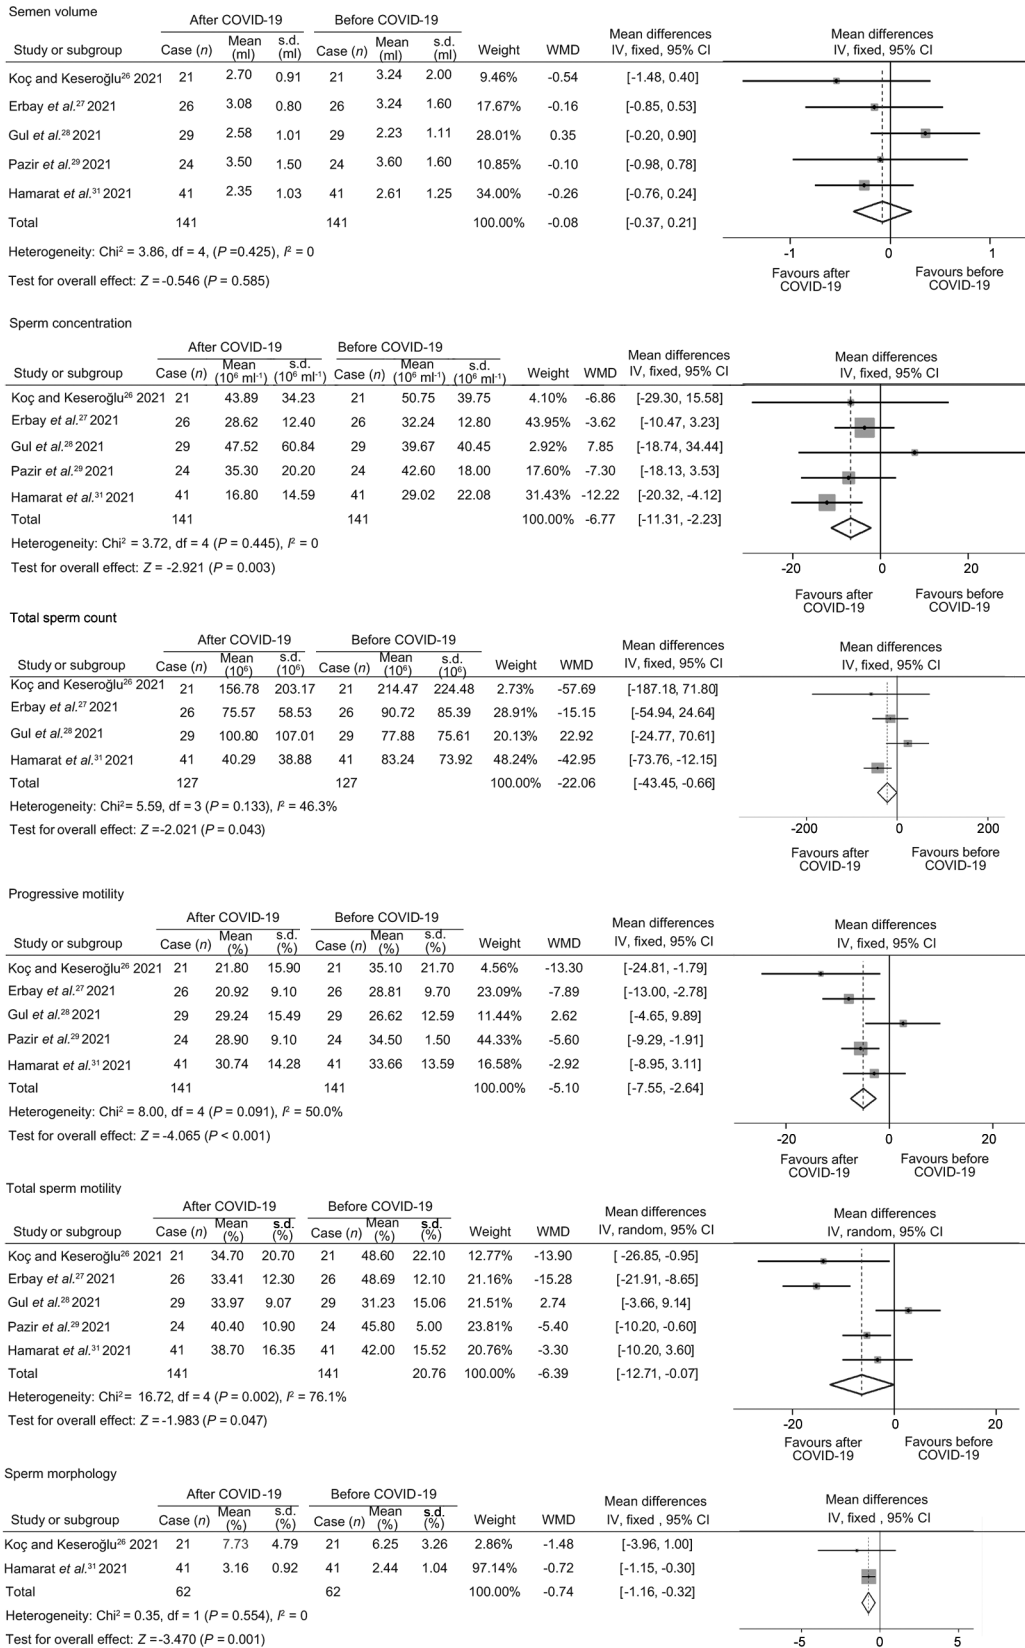 Semen volume
After COVID-19 Before COVID-19 Mean differences IV, fixed, 95% CI Mean differences IV, fixed, 95% CI
Study or subgroup Case (n) Mean (ml) s.d. (ml) Case (n) Mean (ml) s.d. (ml) Weight WMD
Koç and Keseroğlu²⁶ 2021 21 2.70 0.91 21 3.24 2.00 9.46% -0.54 [-1.48, 0.40]
Erbay et al.²⁷ 2021 26 3.08 0.80 26 3.24 1.60 17.67% -0.16 [-0.85, 0.53]
Gul et al.²⁸ 2021 29 2.58 1.01 29 2.23 1.11 28.01% 0.35 [-0.20, 0.90]
Pazir et al.²⁹ 2021 24 3.50 1.50 24 3.60 1.60 10.85% -0.10 [-0.98, 0.78]
Hamarat et al.³¹ 2021 41 2.35 1.03 41 2.61 1.25 34.00% -0.26 [-0.76, 0.24]
Total 141 141 100.00% -0.08 [-0.37, 0.21]
Heterogeneity: Chi² = 3.86, df = 4, (P =0.425), I² = 0
Test for overall effect: Z =-0.546 (P = 0.585)
-1 0 1
Favours after COVID-19 Favours before COVID-19
Sperm concentration
After COVID-19 Before COVID-19 Mean differences IV, fixed, 95% CI Mean differences IV, fixed, 95% CI
Study or subgroup Case (n) Mean (10⁶ ml⁻¹) s.d. (10⁶ ml⁻¹) Case (n) Mean (10⁶ ml⁻¹) s.d. (10⁶ ml⁻¹) Weight WMD
Koç and Keseroğlu²⁶ 2021 21 43.89 34.23 21 50.75 39.75 4.10% -6.86 [-29.30, 15.58]
Erbay et al.²⁷ 2021 26 28.62 12.40 26 32.24 12.80 43.95% -3.62 [-10.47, 3.23]
Gul et al.²⁸ 2021 29 47.52 60.84 29 39.67 40.45 2.92% 7.85 [-18.74, 34.44]
Pazir et al.²⁹ 2021 24 35.30 20.20 24 42.60 18.00 17.60% -7.30 [-18.13, 3.53]
Hamarat et al.³¹ 2021 41 16.80 14.59 41 29.02 22.08 31.43% -12.22 [-20.32, -4.12]
Total 141 141 100.00% -6.77 [-11.31, -2.23]
Heterogeneity: Chi² = 3.72, df = 4 (P = 0.445), I² = 0
Test for overall effect: Z = -2.921 (P = 0.003)
-20 0 20
Favours after COVID-19 Favours before COVID-19
Total sperm count
After COVID-19 Before COVID-19 Mean differences IV, fixed, 95% CI Mean differences IV, fixed, 95% CI
Study or subgroup Case (n) Mean (10⁶) s.d. (10⁶) Case (n) Mean (10⁶) s.d. (10⁶) Weight WMD
Koç and Keseroğlu²⁶ 2021 21 156.78 203.17 21 214.47 224.48 2.73% -57.69 [-187.18, 71.80]
Erbay et al.²⁷ 2021 26 75.57 58.53 26 90.72 85.39 28.91% -15.15 [-54.94, 24.64]
Gul et al.²⁸ 2021 29 100.80 107.01 29 77.88 75.61 20.13% 22.92 [-24.77, 70.61]
Hamarat et al.³¹ 2021 41 40.29 38.88 41 83.24 73.92 48.24% -42.95 [-73.76, -12.15]
Total 127 127 100.00% -22.06 [-43.45, -0.66]
Heterogeneity: Chi²= 5.59, df = 3 (P = 0.133), I² = 46.3%
Test for overall effect: Z =-2.021 (P = 0.043)
-200 0 200
Favours after COVID-19 Favours before COVID-19
Progressive motility
After COVID-19 Before COVID-19 Mean differences IV, fixed, 95% CI Mean differences IV, fixed, 95% CI
Study or subgroup Case (n) Mean (%) s.d. (%) Case (n) Mean (%) s.d. (%) Weight WMD
Koç and Keseroğlu²⁶ 2021 21 21.80 15.90 21 35.10 21.70 4.56% -13.30 [-24.81, -1.79]
Erbay et al.²⁷ 2021 26 20.92 9.10 26 28.81 9.70 23.09% -7.89 [-13.00, -2.78]
Gul et al.²⁸ 2021 29 29.24 15.49 29 26.62 12.59 11.44% 2.62 [-4.65, 9.89]
Pazir et al.²⁹ 2021 24 28.90 9.10 24 34.50 1.50 44.33% -5.60 [-9.29, -1.91]
Hamarat et al.³¹ 2021 41 30.74 14.28 41 33.66 13.59 16.58% -2.92 [-8.95, 3.11]
Total 141 141 100.00% -5.10 [-7.55, -2.64]
Heterogeneity: Chi² = 8.00, df = 4 (P = 0.091), I² = 50.0%
Test for overall effect: Z =-4.065 (P < 0.001)
-20 0 20
Favours after COVID-19 Favours before COVID-19
Total sperm motility
After COVID-19 Before COVID-19 Mean differences IV, random, 95% CI Mean differences IV, random, 95% CI
Study or subgroup Case (n) Mean (%) s.d. (%) Case (n) Mean (%) s.d. (%) Weight WMD
Koç and Keseroğlu²⁶ 2021 21 34.70 20.70 21 48.60 22.10 12.77% -13.90 [ -26.85, -0.95]
Erbay et al.²⁷ 2021 26 33.41 12.30 26 48.69 12.10 21.16% -15.28 [-21.91, -8.65]
Gul et al.²⁸ 2021 29 33.97 9.07 29 31.23 15.06 21.51% 2.74 [-3.66, 9.14]
Pazir et al.²⁹ 2021 24 40.40 10.90 24 45.80 5.00 23.81% -5.40 [-10.20, -0.60]
Hamarat et al.³¹ 2021 41 38.70 16.35 41 42.00 15.52 20.76% -3.30 [-10.20, 3.60]
Total 141 141 20.76 100.00% -6.39 [-12.71, -0.07]
Heterogeneity: Chi²= 16.72, df = 4 (P = 0.002), I² = 76.1%
Test for overall effect: Z =-1.983 (P = 0.047)
-20 0 20
Favours after COVID-19 Favours before COVID-19
Sperm morphology
After COVID-19 Before COVID-19 Mean differences IV, fixed , 95% CI Mean differences IV, fixed , 95% CI
Study or subgroup Case (n) Mean (%) s.d. (%) Case (n) Mean (%) s.d. (%) Weight WMD
Koç and Keseroğlu²⁶ 2021 21 7.73 4.79 21 6.25 3.26 2.86% -1.48 [-3.96, 1.00]
Hamarat et al.³¹ 2021 41 3.16 0.92 41 2.44 1.04 97.14% -0.72 [-1.15, -0.30]
Total 62 62 100.00% -0.74 [-1.16, -0.32]
Heterogeneity: Chi² = 0.35, df = 1 (P = 0.554), I² = 0
Test for overall effect: Z=-3.470 (P = 0.001)
-5 0 5